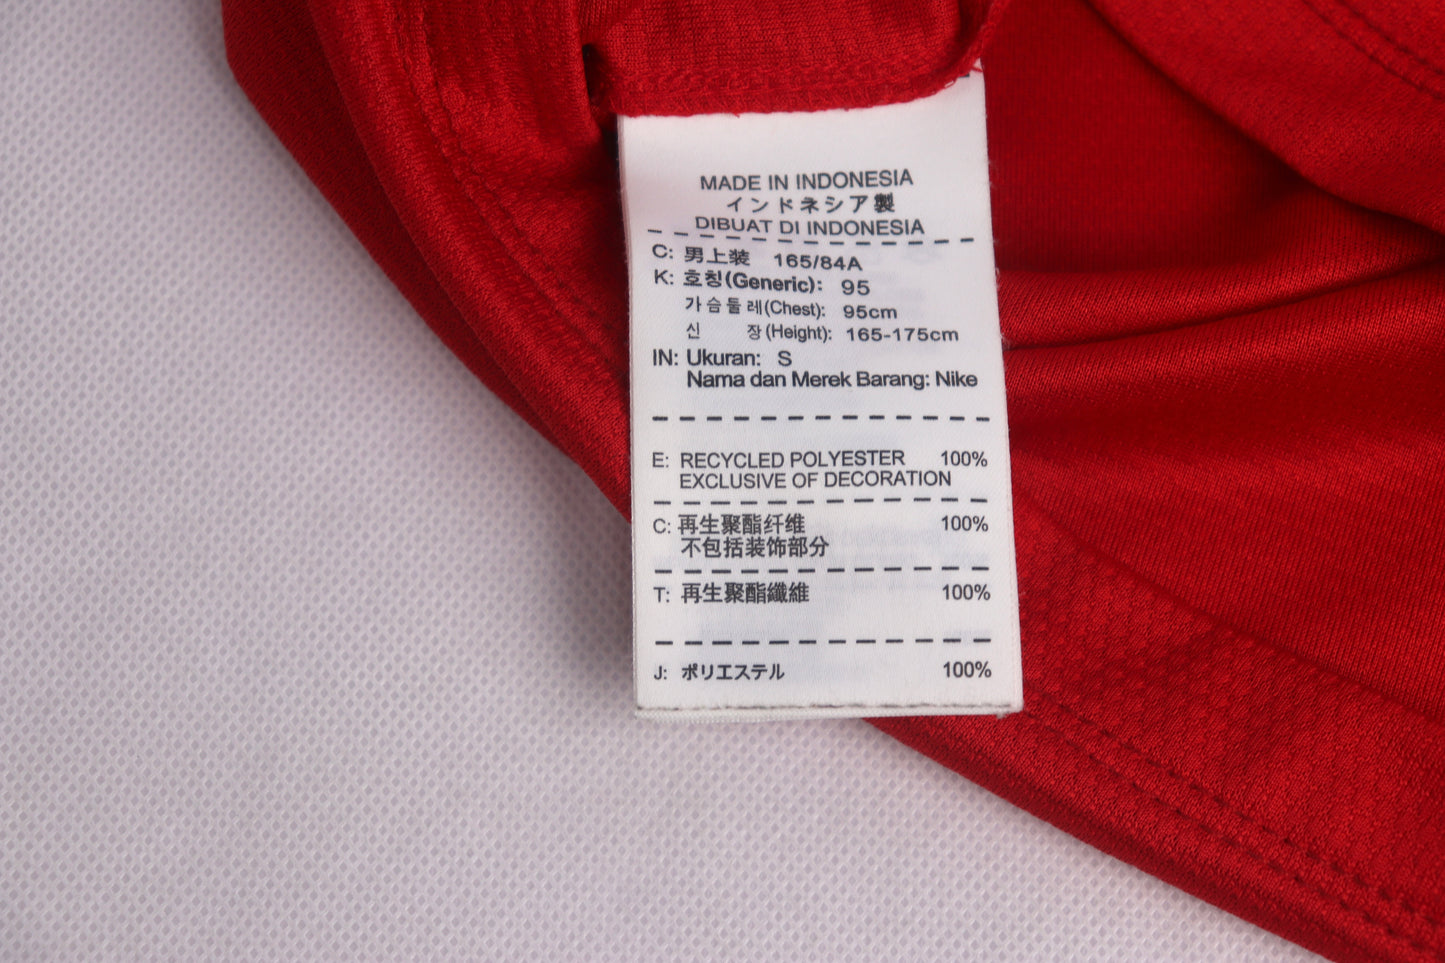 MADE IN INDONESIA
インドネシア製
DIBUAT DI INDONESIA
C: 男上装 165/84A
K: 호칭(Generic): 95
가슴둘레(Chest): 95cm
신 장(Height): 165-175cm
IN: Ukuran: S
Nama dan Merek Barang: Nike
E: RECYCLED POLYESTER 100%
EXCLUSIVE OF DECORATION
C: 再生聚酯纤维 100%
不包括装饰部分
T: 再生聚酯纖維 100%
J: ポリエステル 100%